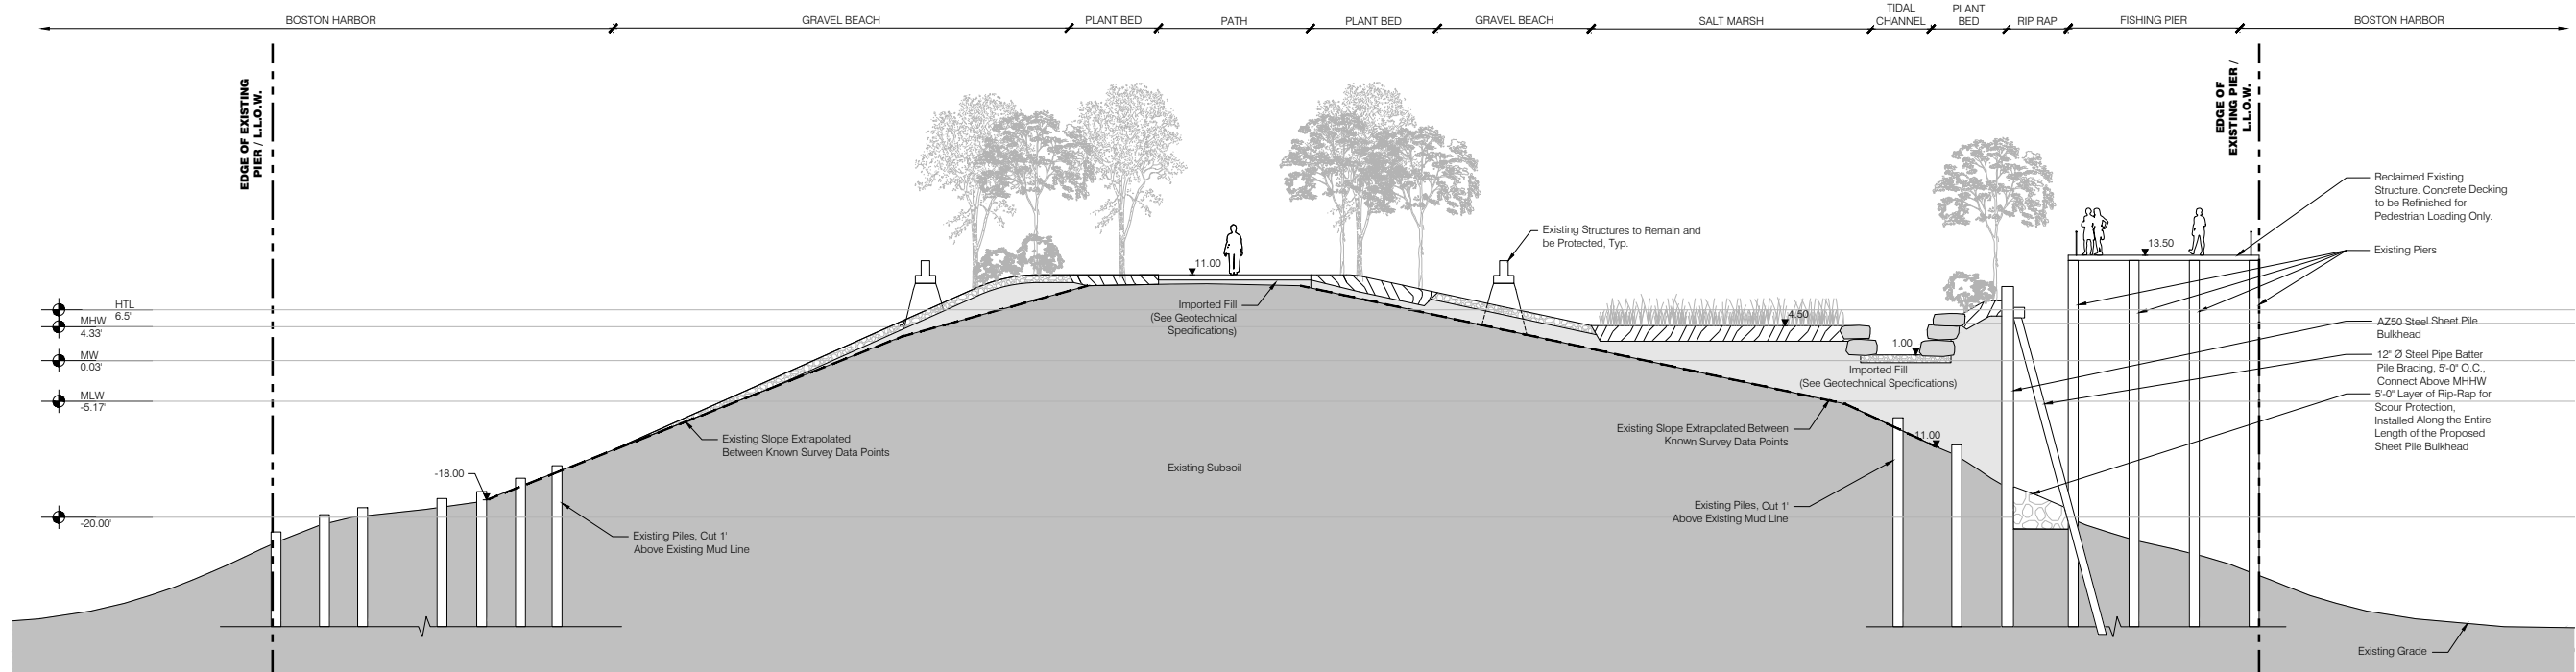 BOSTON HARBOR
GRAVEL BEACH
PLANT BED
PATH
PLANT BED
GRAVEL BEACH
SALT MARSH
TIDAL
CHANNEL
PLANT
BED
RIP RAP
FISHING PIER
BOSTON HARBOR
EDGE OF EXISTING
PIER / L.L.O.W.
EDGE OF
EXISTING PIER /
L.L.O.W.
Reclaimed Existing
Structure. Concrete Decking
to be Refinished for
Pedestrian Loading Only.
Existing Structures to Remain and
be Protected, Typ.
13.50
Existing Piers
11.00
HTL
6.5'
MHW
4.33'
MW
0.03'
MLW
-5.17'
-20.00'
Imported Fill
(See Geotechnical
Specifications)
4.50
1.00
Imported Fill
(See Geotechnical Specifications)
AZ50 Steel Sheet Pile
Bulkhead
12" Ø Steel Pipe Batter
Pile Bracing, 5'-0" O.C.,
Connect Above MHHW
5'-0" Layer of Rip-Rap for
Scour Protection,
Installed Along the Entire
Length of the Proposed
Sheet Pile Bulkhead
Existing Slope Extrapolated
Between Known Survey Data Points
Existing Slope Extrapolated Between
Known Survey Data Points
11.00
-18.00
Existing Subsoil
Existing Piles, Cut 1'
Above Existing Mud Line
Existing Piles, Cut 1'
Above Existing Mud Line
Existing Grade